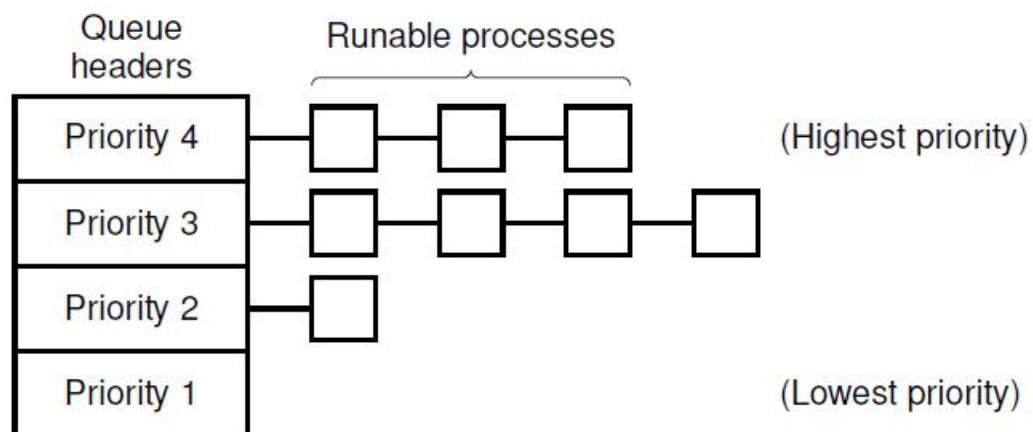 Queue
headers
Runable processes
Priority 4
(Highest priority)
Priority 3
Priority 2
Priority 1
(Lowest priority)